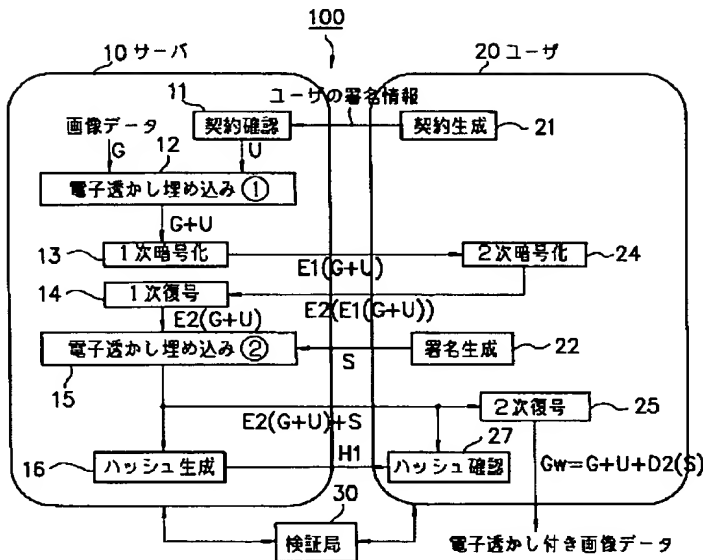 100
10 サーバ
20 ユーザ
11
ユーザの署名情報
画像データ
契約確認
契約生成
21
G
12
U
電子透かし埋め込み ①
G+U
13
1次暗号化
2次暗号化
24
E1(G+U)
14
1次復号
E2(E1(G+U))
E2(G+U)
電子透かし埋め込み ②
署名生成
22
15
S
2次復号
25
E2(G+U)+S
27
16
ハッシュ生成
H1
ハッシュ確認
Gw=G+U+D2(S)
30
検証局
電子透かし付き画像データ